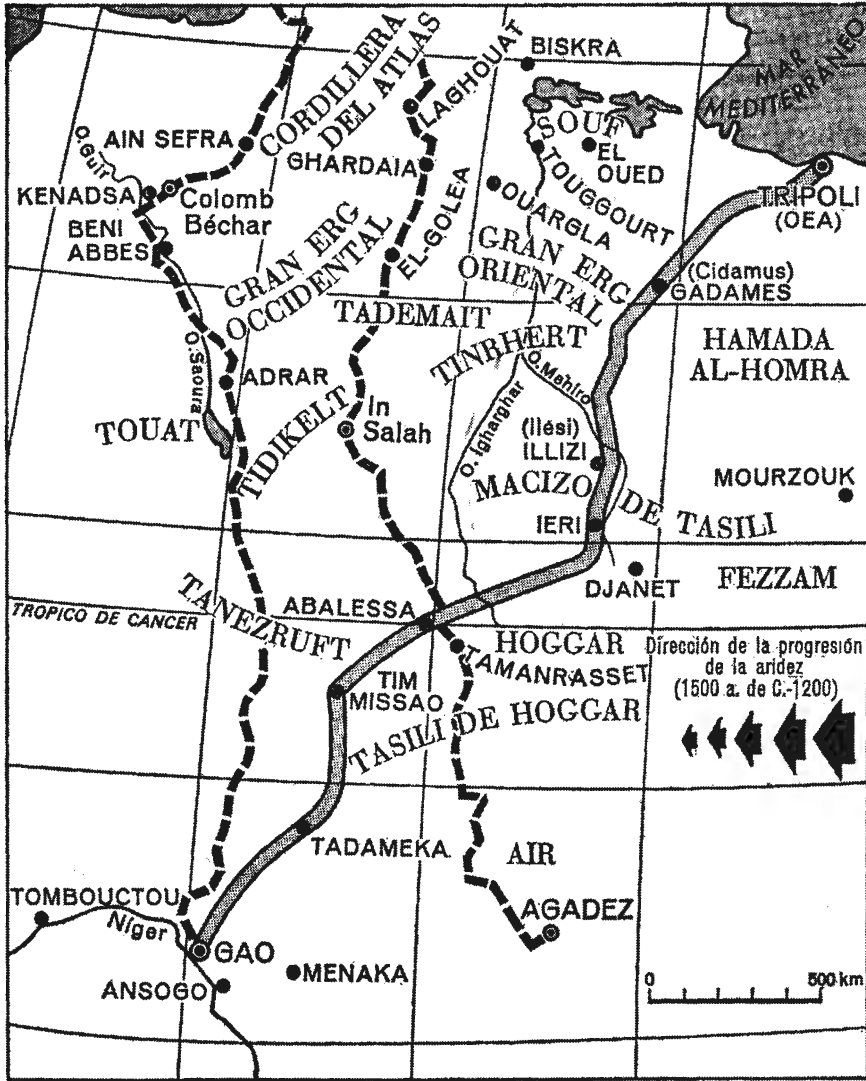 BISKRA
MAR
MEDITERRÁNEO
CORDILLERA
DEL ATLAS
LAGHOUAT
O. Guir
AIN SEFRA
SOUF
EL
OUED
GHARDAIA
TOUGGOURT
KENADSA
Colomb
Béchar
OUARGLA
TRIPOLI
(OEA)
BENI
ABBES
GRAN ERG
OCCIDENTAL
EL-GOLEA
GRAN ERG
ORIENTAL
(Cidamus)
GADAMES
TADEMAIT
TINRHERT
HAMADA
AL-HOMRA
O. Saoura
ADRAR
O. Mehiro
TOUAT
TIDIKELT
In
Salah
O. Igharghar
(Ilési)
ILLIZI
MACIZO
DE TASILI
MOURZOUK
IERI
DJANET
FEZZAM
TROPICO DE CANCER
TANEZRUFT
ABALESSA
HOGGAR
TAMANRASSET
Dirección de la progresión
de la aridez
(1500 a. de C.-1200)
TIM
MISSAO
TASILI DE HOGGAR
TADAMEKA
AIR
TOMBOUCTOU
Níger
AGADEZ
GAO
MENAKA
ANSOGO
0 500 km